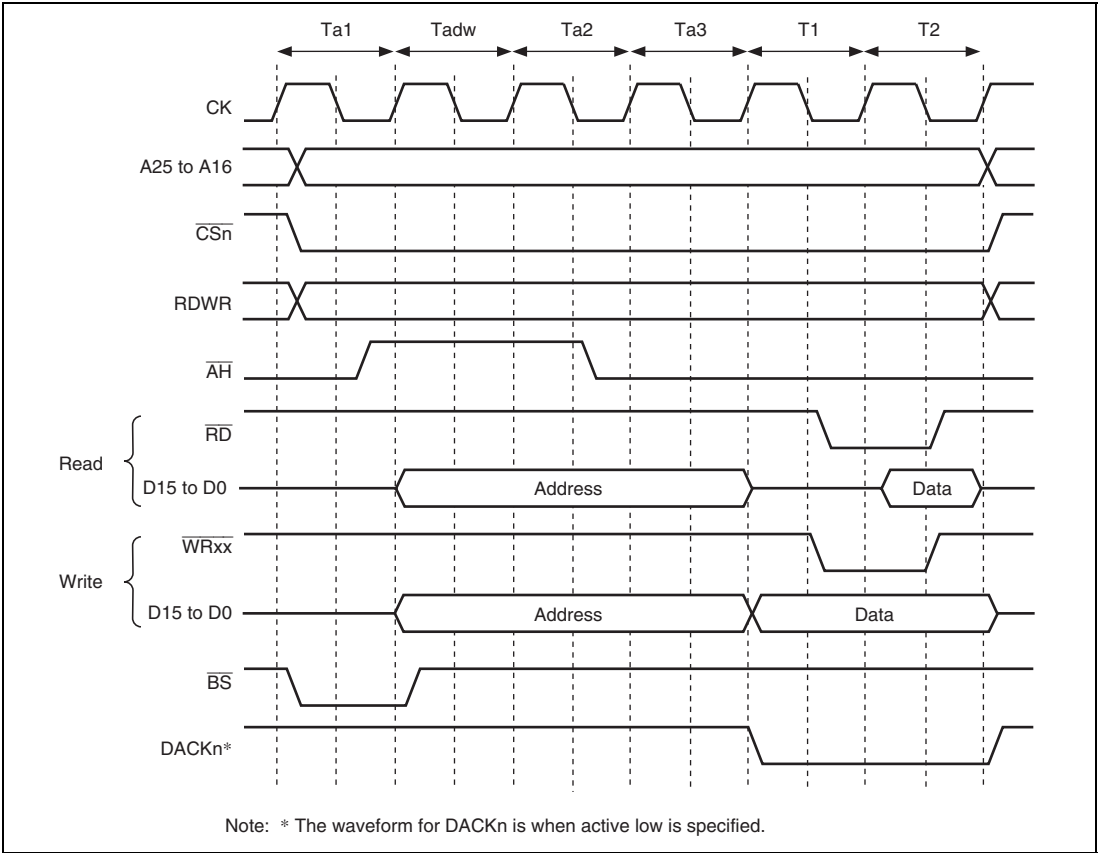 Ta1 Tadw Ta2 Ta3 T1 T2
CK
A25 to A16
CSn
RDWR
AH
RD
Read
D15 to D0 Address Data
WRxx
Write
D15 to D0 Address Data
BS
DACKn*
Note: * The waveform for DACKn is when active low is specified.